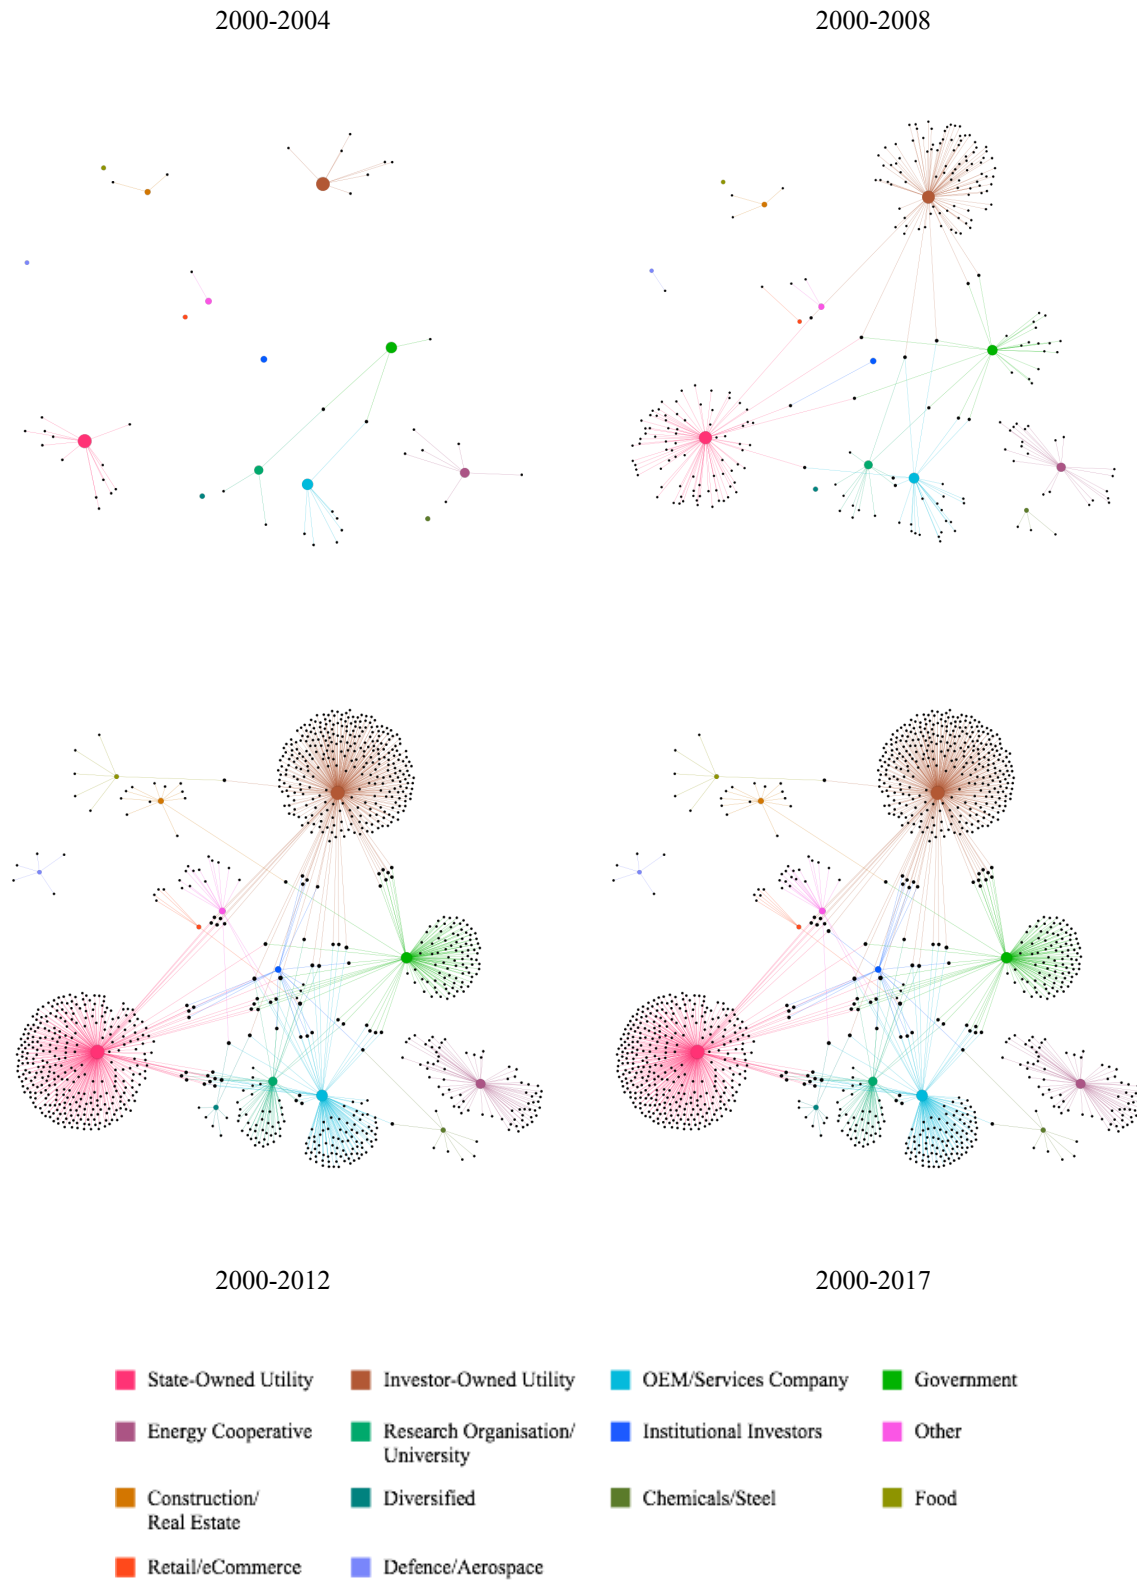 2000-2004
2000-2008
2000-2012
2000-2017
State-Owned Utility
Investor-Owned Utility
OEM/Services Company
Government
Energy Cooperative
Research Organisation/
University
Institutional Investors
Other
Construction/
Real Estate
Diversified
Chemicals/Steel
Food
Retail/eCommerce
Defence/Aerospace